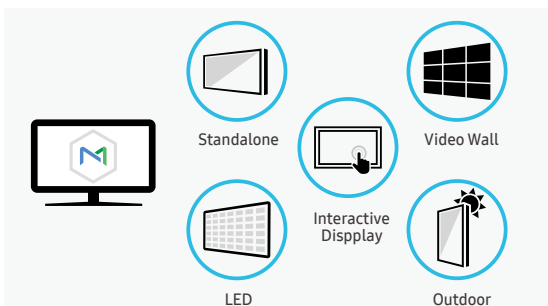 Standalone
Video Wall
Interactive
Dispplay
LED
Outdoor